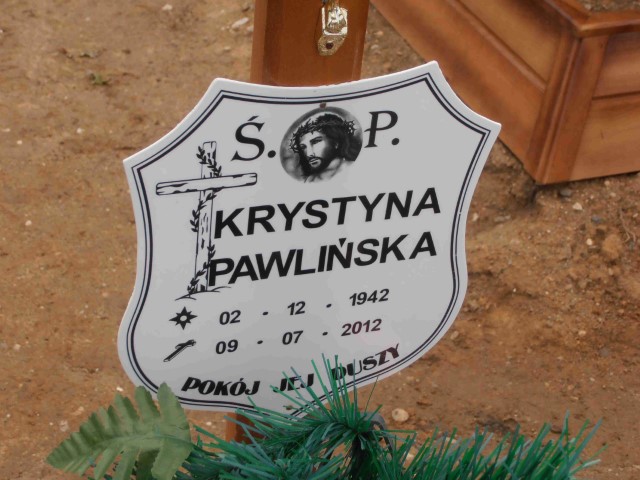 Ś. P.
KRYSTYNA
PAWLIŃSKA
02 - 12 - 1942
09 - 07 - 2012
POKÓJ JEJ DUSZY